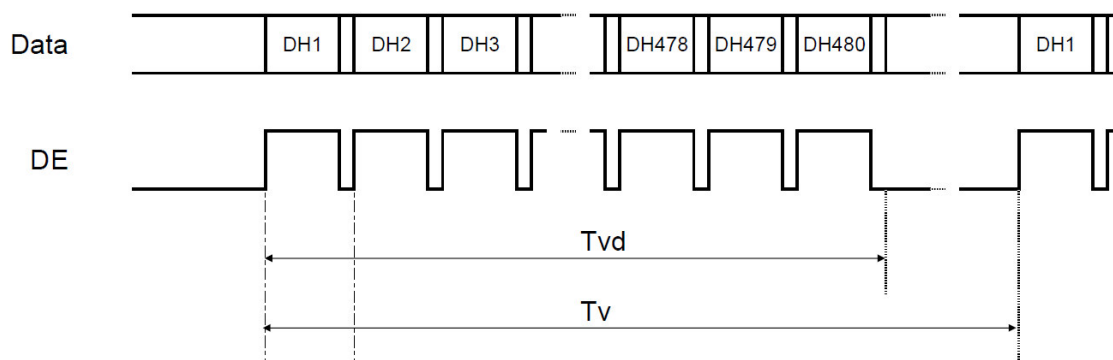 Data DH1 DH2 DH3 DH478 DH479 DH480 DH1
DE
Tvd
Tv